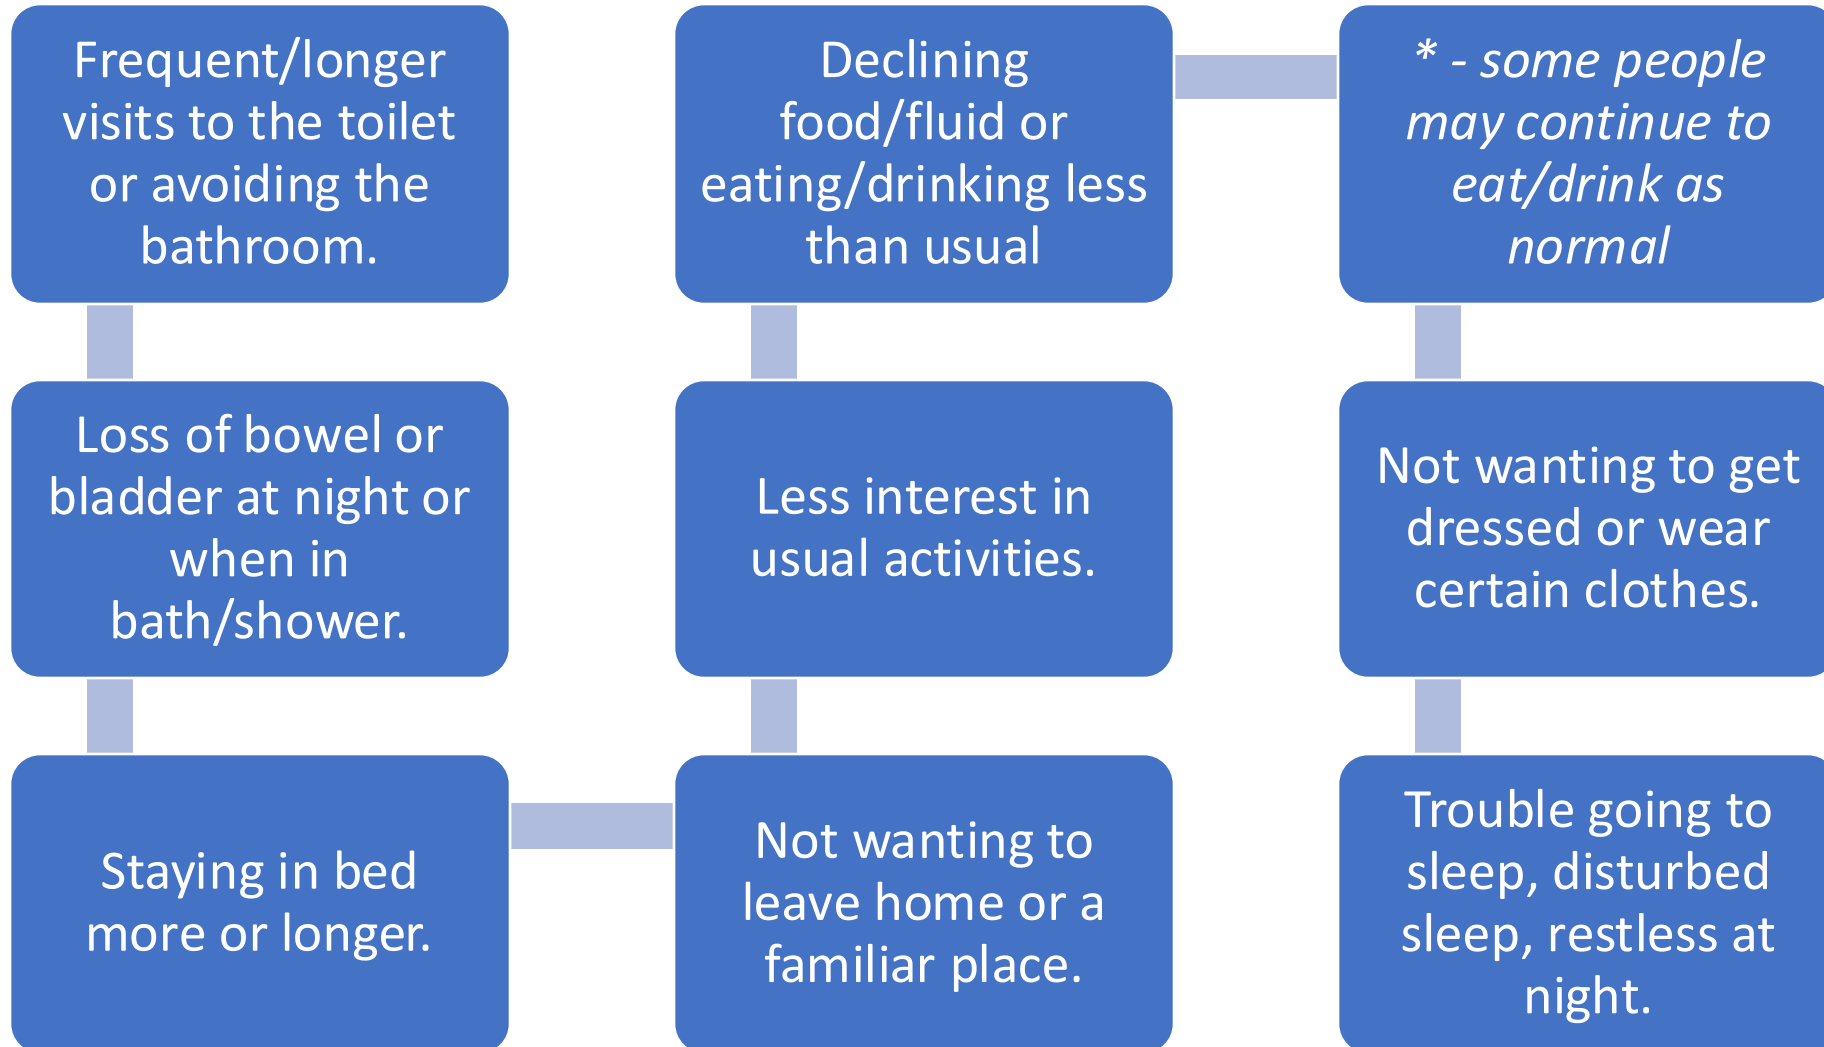 Frequent/longer
visits to the toilet
or avoiding the
bathroom.
Loss of bowel or
bladder at night or
when in
bath/shower.
Staying in bed
more or longer.
Not wanting to
leave home or a
familiar place.
Less interest in
usual activities.
Declining
food/fluid or
eating/drinking less
than usual
* - some people
may continue to
eat/drink as
normal
Not wanting to get
dressed or wear
certain clothes.
Trouble going to
sleep, disturbed
sleep, restless at
night.